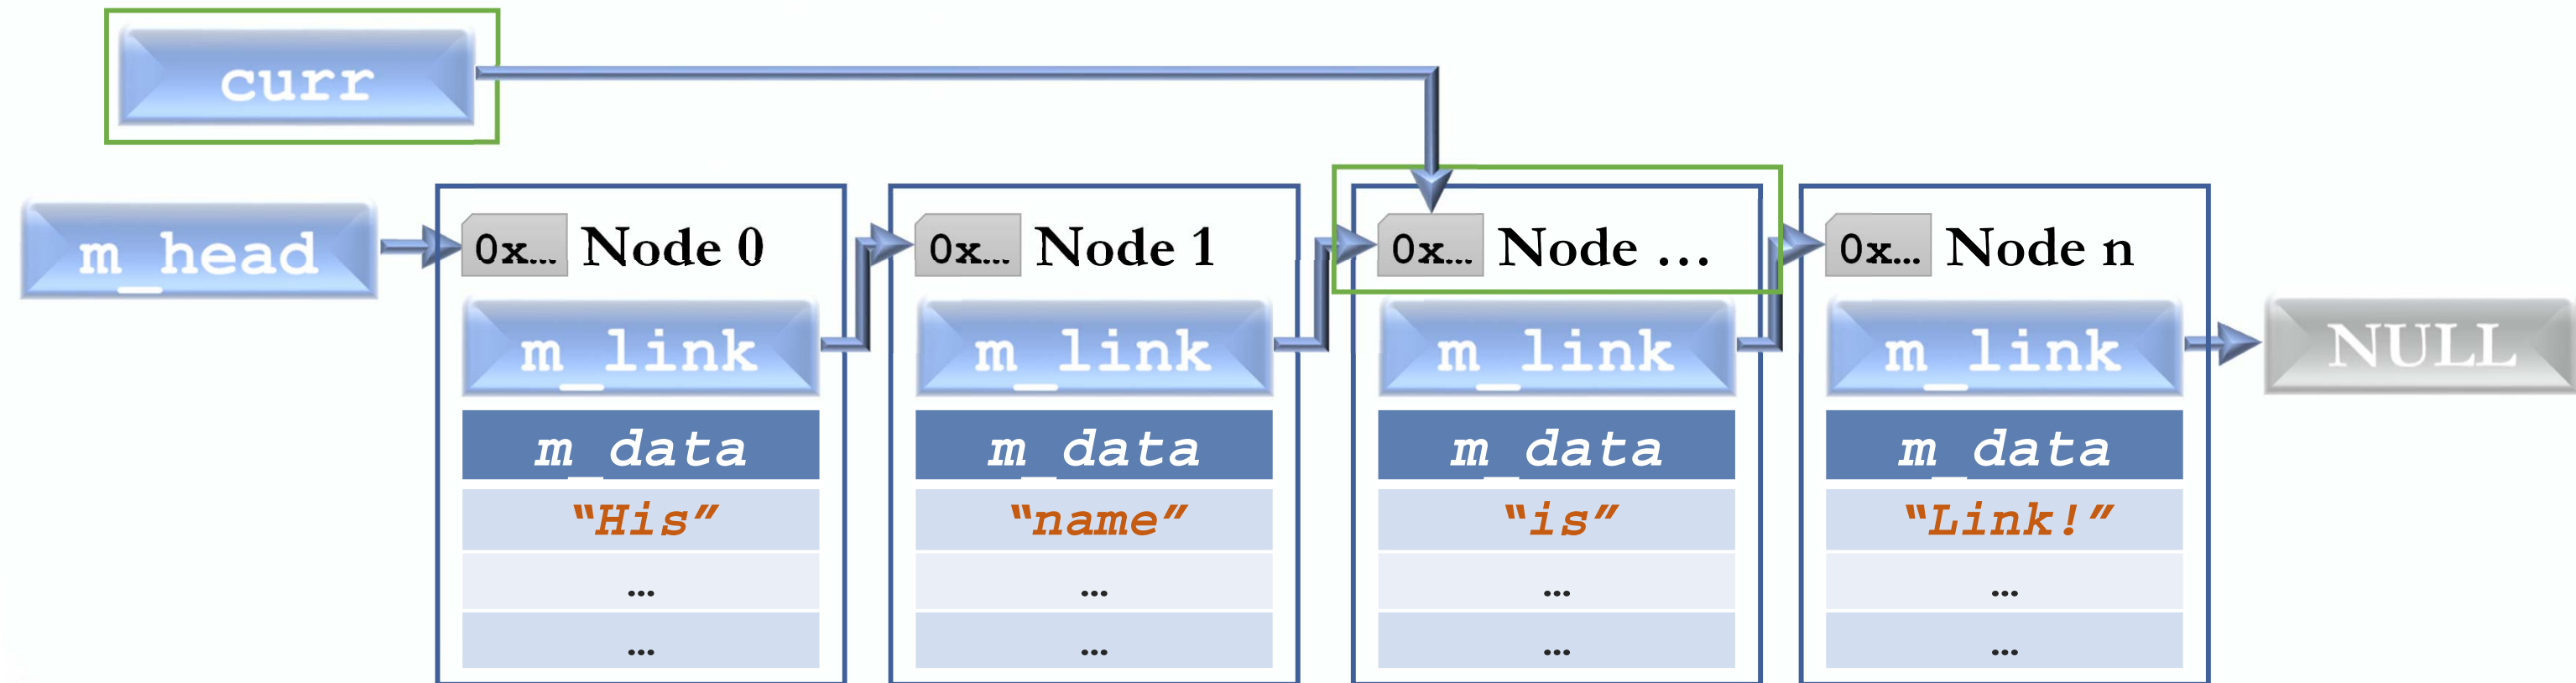 curr
m_head
0x… Node 0
0x… Node 1
0x… Node …
0x… Node n
m_link
m_link
m_link
m_link
NULL
m_data
m_data
m_data
m_data
“His”
“name”
“is”
“Link!”
…
…
…
…
…
…
…
…